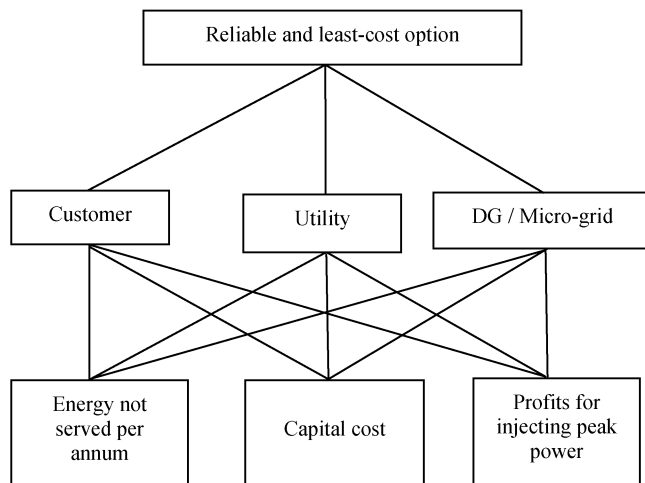 Reliable and least-cost option
Customer
Utility
DG / Micro-grid
Energy not
served per
annum
Capital cost
Profits for
injecting peak
power